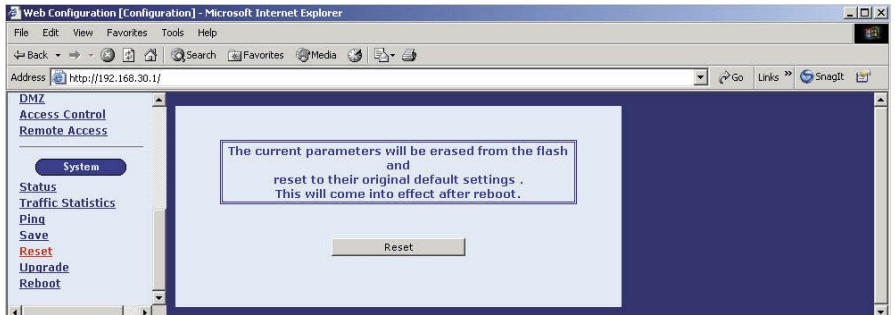 Web Configuration [Configuration] - Microsoft Internet Explorer
File Edit View Favorites Tools Help
Back Search Favorites Media
Address http://192.168.30.1/ Go Links » SnagIt
DMZ
Access Control
Remote Access
System
Status
Traffic Statistics
Ping
Save
Reset
Upgrade
Reboot
The current parameters will be erased from the flash
and
reset to their original default settings .
This will come into effect after reboot.
Reset